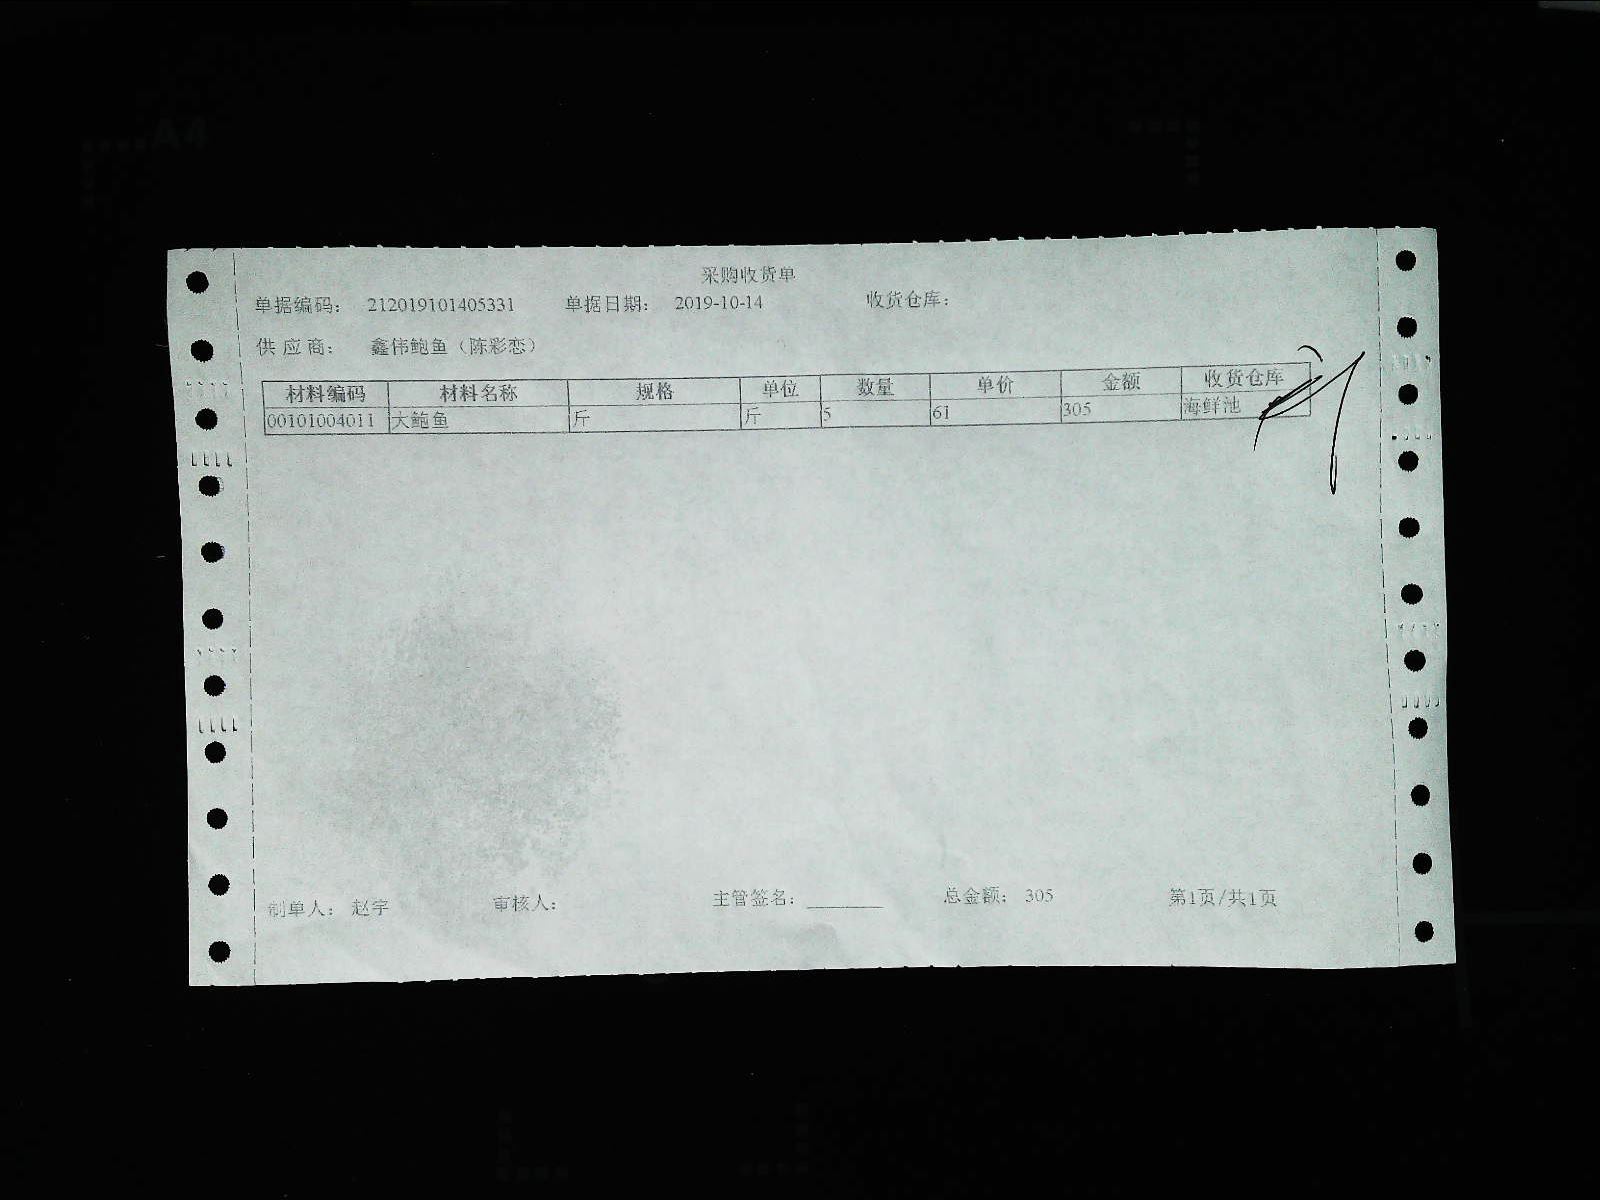 采购收货单
单据编码： 212019101405331 单据日期： 2019-10-14 收货仓库：
供应商： 鑫伟鲍鱼（陈彩恋）
材料编码 材料名称 规格 单位 数量 单价 金额 收货仓库
00101004011 大鲍鱼 斤 斤 5 61 305 海鲜池
制单人： 赵宇 审核人： 主管签名：________ 总金额： 305 第1页/共1页